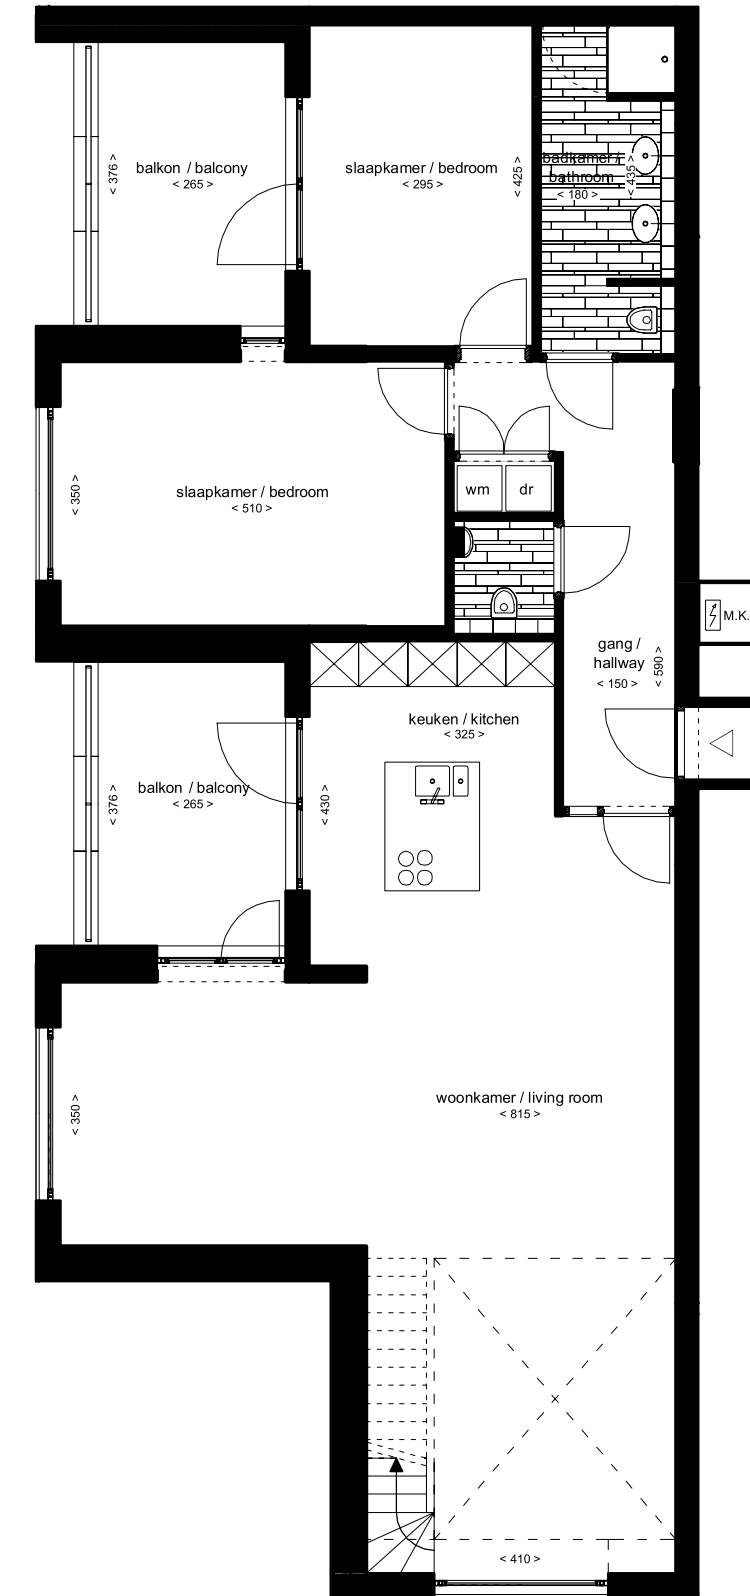 balkon / balcony
< 265 >
< 376 >
slaapkamer / bedroom
< 295 >
< 425 >
badkamer /
bathroom
< 180 >
< 435 >
slaapkamer / bedroom
< 510 >
< 350 >
wm
dr
M.K.
gang /
hallway
< 150 >
< 590 >
keuken / kitchen
< 325 >
< 430 >
balkon / balcony
< 265 >
< 376 >
woonkamer / living room
< 815 >
< 350 >
< 410 >